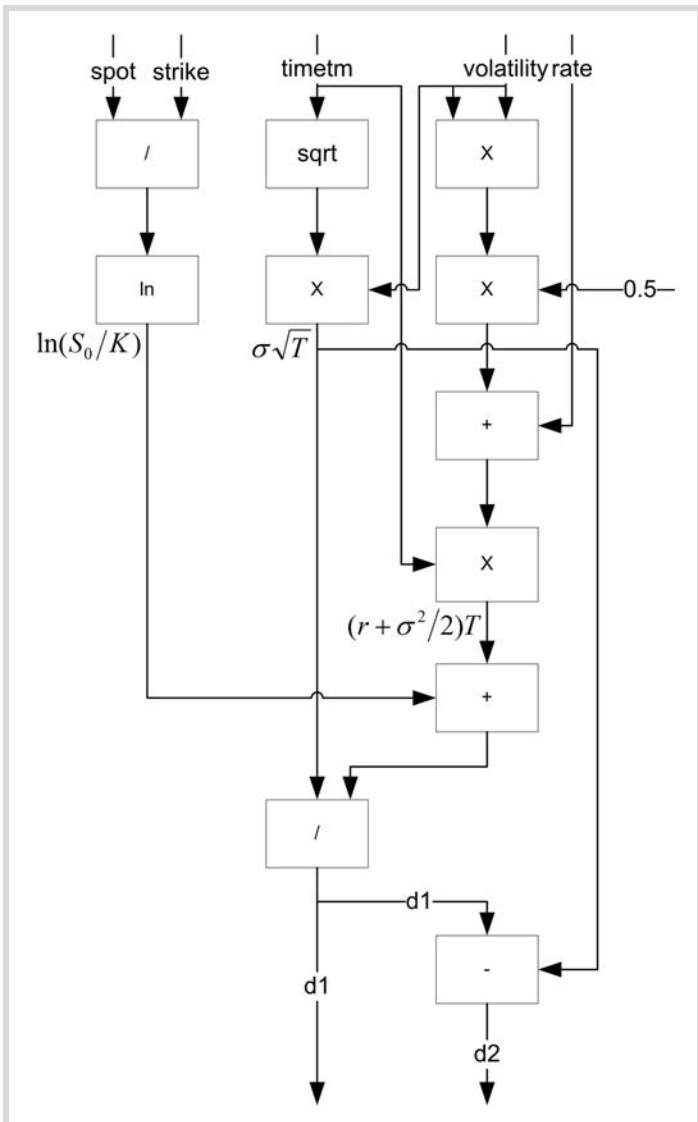 spot strike timetm volatility rate
/ sqrt X
ln X X 0.5
ln(S₀/K) σ√T
+
X
(r + σ²/2)T
+
/
d1
-
d1
d2